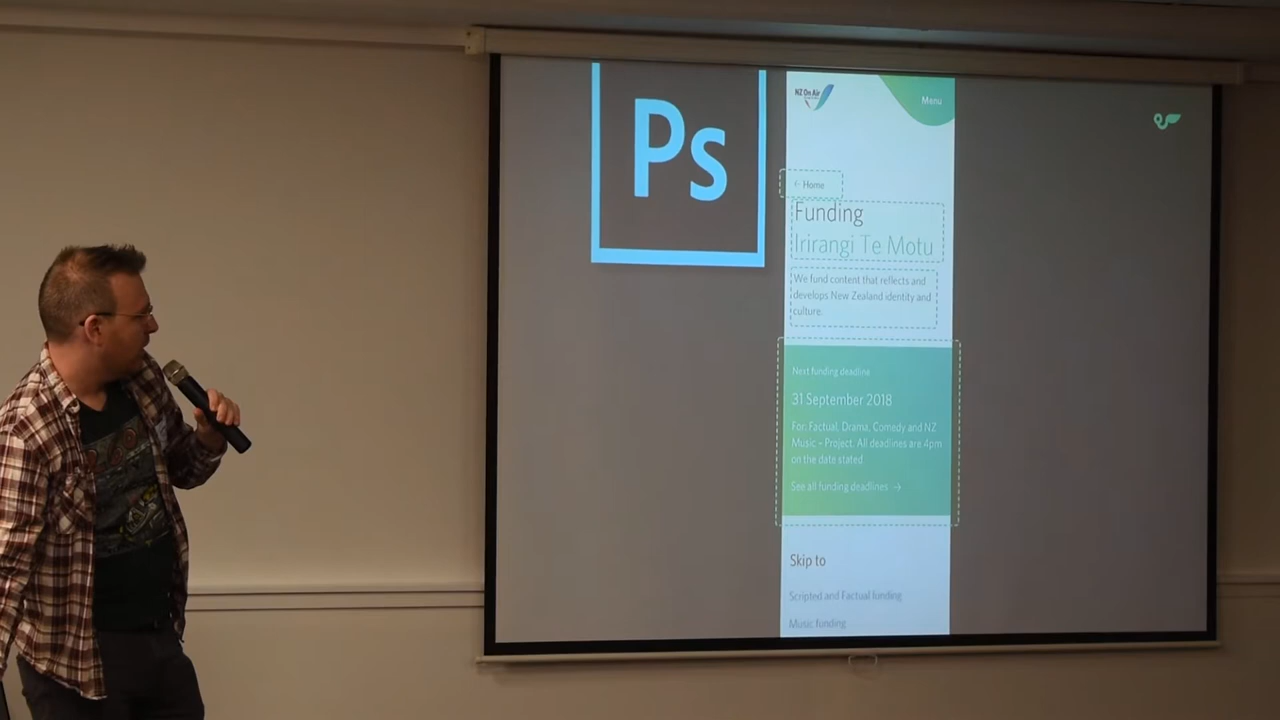 Ps
NZ On Air
Menu
← Home
Funding
Irirangi Te Motu
We fund content that reflects and
develops New Zealand identity and
culture.
Next funding deadline
31 September 2018
For: Factual, Drama, Comedy and NZ
Music - Project. All deadlines are 4pm
on the date stated
See all funding deadlines →
Skip to
Scripted and Factual funding
Music funding